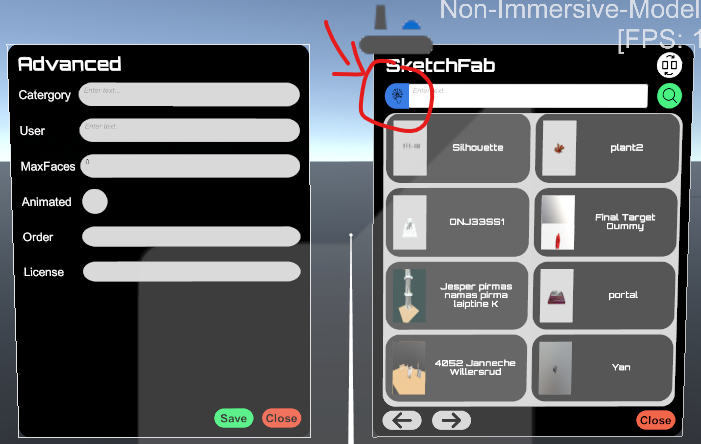 Non-Immersive-Model
[FPS: 1
Advanced
Catergory
Enter text...
User
Enter text...
MaxFaces
0
Animated
Order
License
Save
Close
SketchFab
Enter text...
Silhouette
plant2
DNJ33SS1
Final Target
Dummy
Jesper pirmas
namas pirma
laiptine K
portal
4052 Janneche
Willersrud
Yan
Close